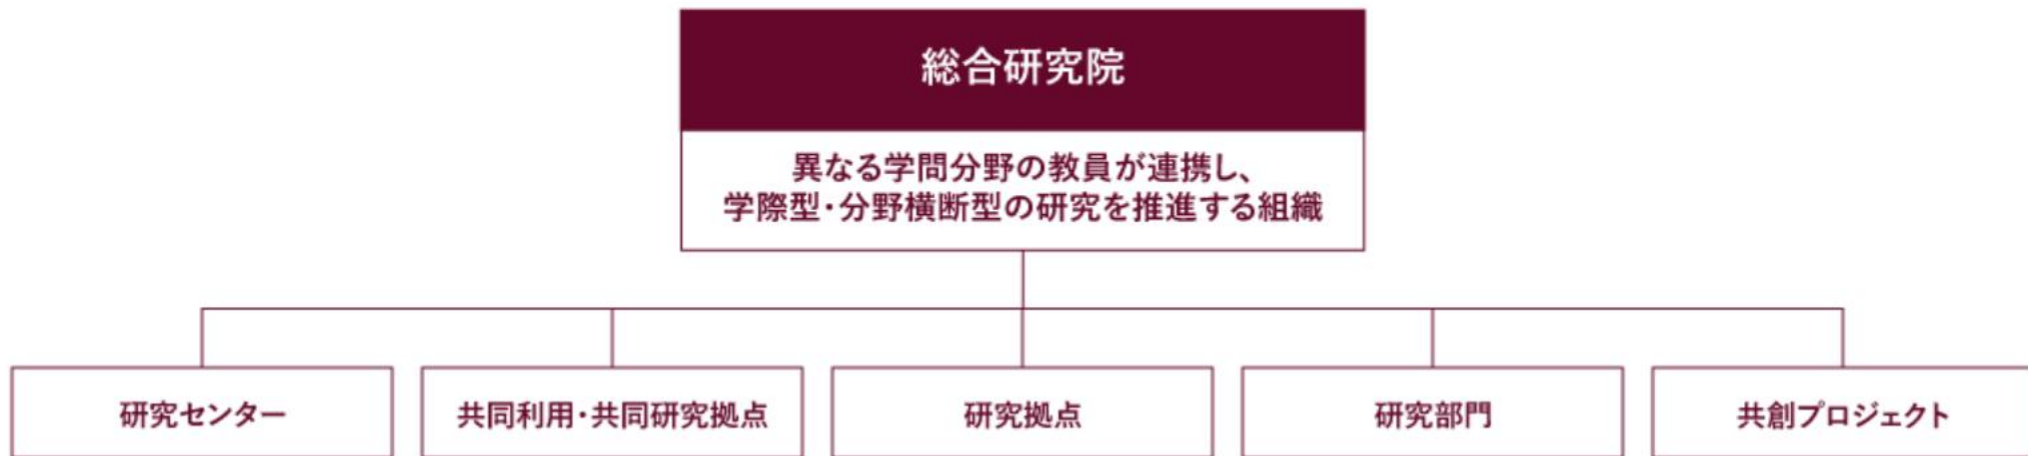 総合研究院
異なる学問分野の教員が連携し、
学際型・分野横断型の研究を推進する組織
研究センター
共同利用・共同研究拠点
研究拠点
研究部門
共創プロジェクト